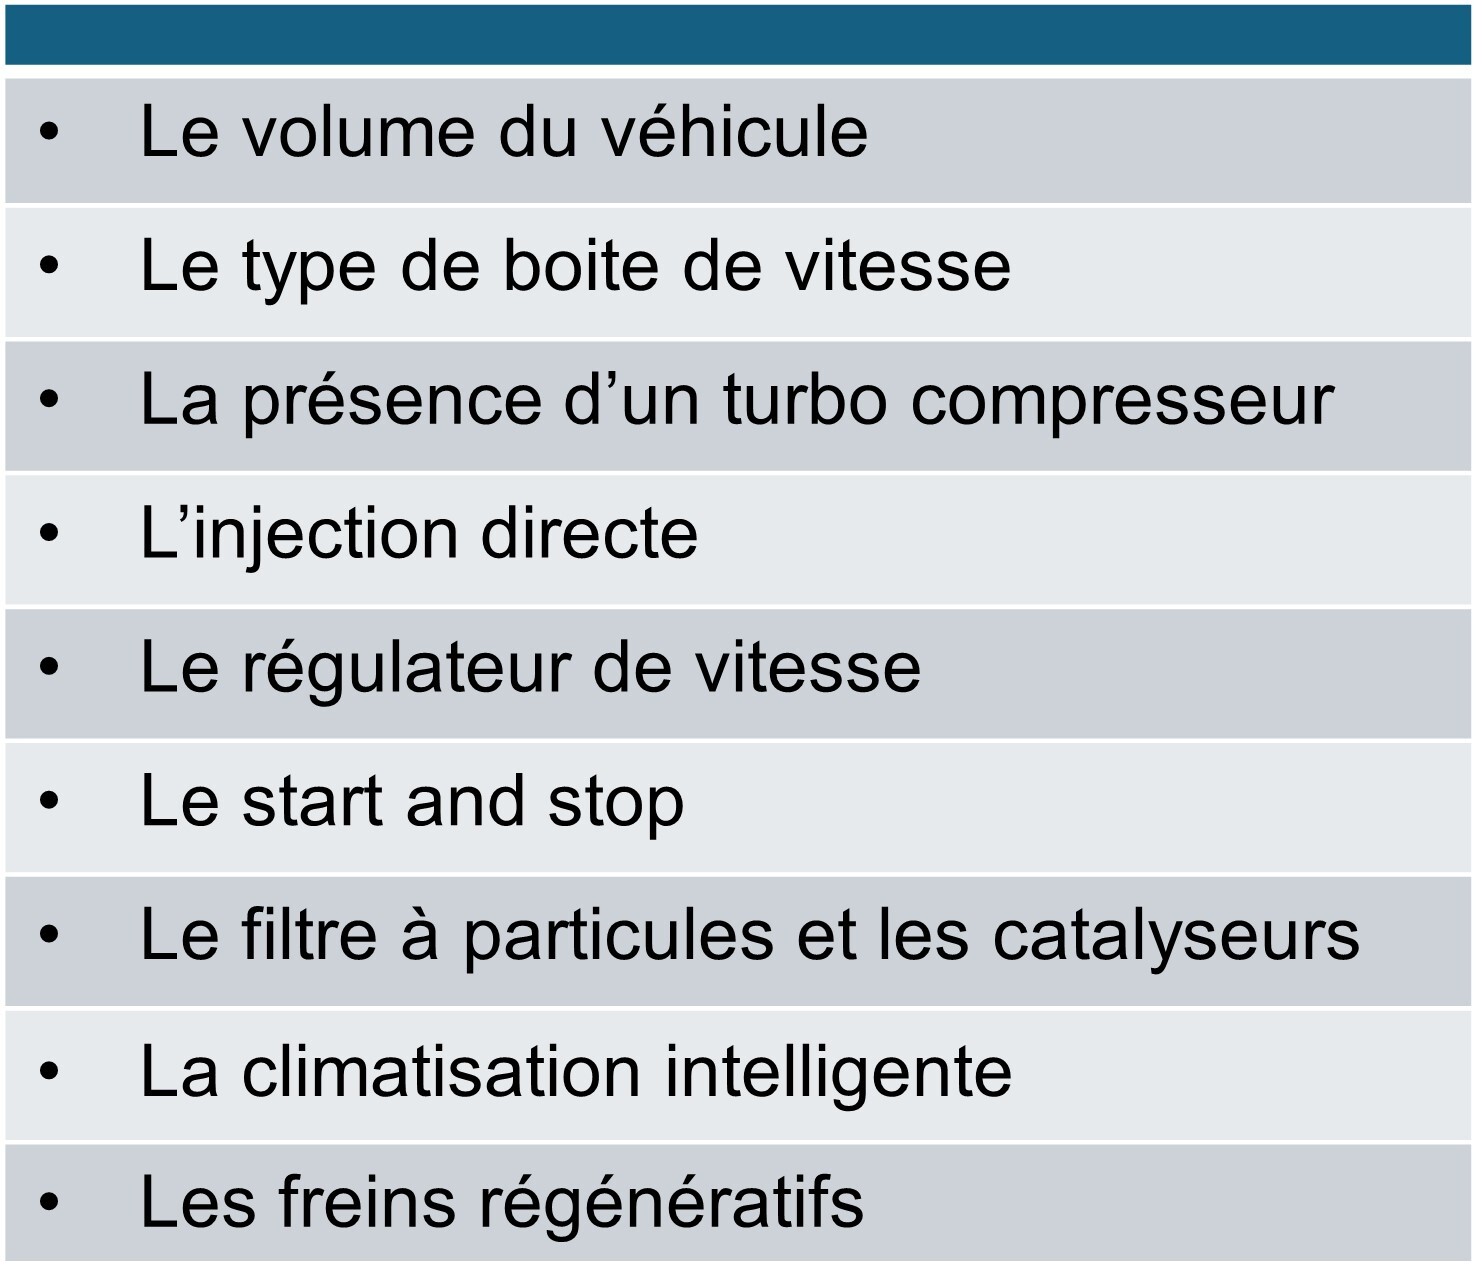 • Le volume du véhicule
• Le type de boite de vitesse
• La présence d’un turbo compresseur
• L’injection directe
• Le régulateur de vitesse
• Le start and stop
• Le filtre à particules et les catalyseurs
• La climatisation intelligente
• Les freins régénératifs